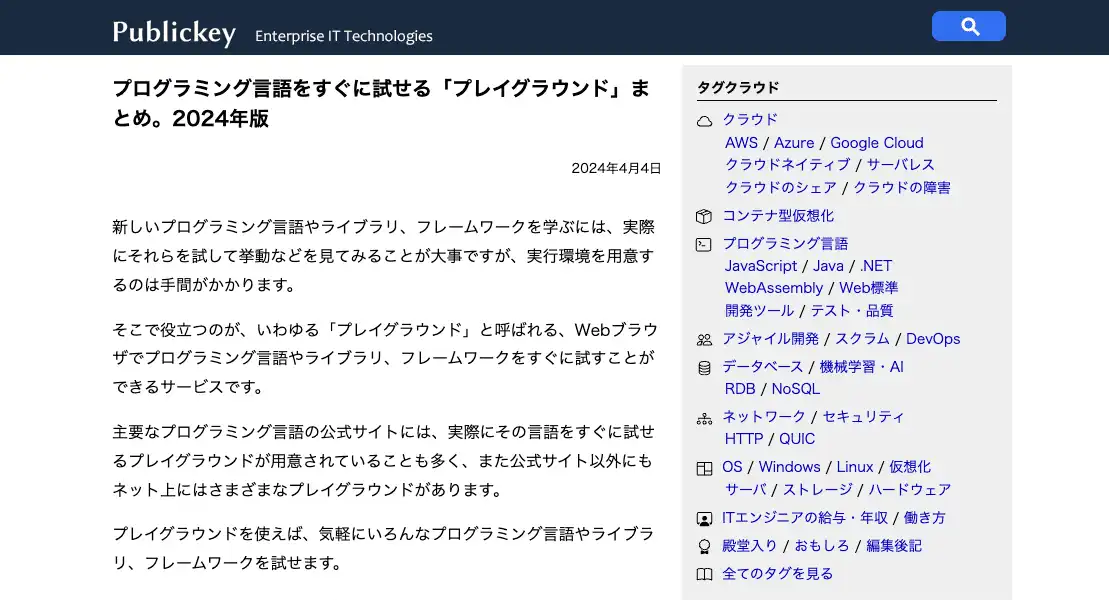 Publickey Enterprise IT Technologies
プログラミング言語をすぐに試せる「プレイグラウンド」ま
とめ。2024年版
2024年4月4日
新しいプログラミング言語やライブラリ、フレームワークを学ぶには、実際
にそれらを試して挙動などを見てみることが大事ですが、実行環境を用意す
るのは手間がかかります。
そこで役立つのが、いわゆる「プレイグラウンド」と呼ばれる、Webブラウ
ザでプログラミング言語やライブラリ、フレームワークをすぐに試すことが
できるサービスです。
主要なプログラミング言語の公式サイトには、実際にその言語をすぐに試せ
るプレイグラウンドが用意されていることも多く、また公式サイト以外にも
ネット上にはさまざまなプレイグラウンドがあります。
プレイグラウンドを使えば、気軽にいろんなプログラミング言語やライブラ
リ、フレームワークを試せます。
タグクラウド
クラウド
AWS / Azure / Google Cloud
クラウドネイティブ / サーバレス
クラウドのシェア / クラウドの障害
コンテナ型仮想化
プログラミング言語
JavaScript / Java / .NET
WebAssembly / Web標準
開発ツール / テスト・品質
アジャイル開発 / スクラム / DevOps
データベース / 機械学習・AI
RDB / NoSQL
ネットワーク / セキュリティ
HTTP / QUIC
OS / Windows / Linux / 仮想化
サーバ / ストレージ / ハードウェア
ITエンジニアの給与・年収 / 働き方
殿堂入り / おもしろ / 編集後記
全てのタグを見る